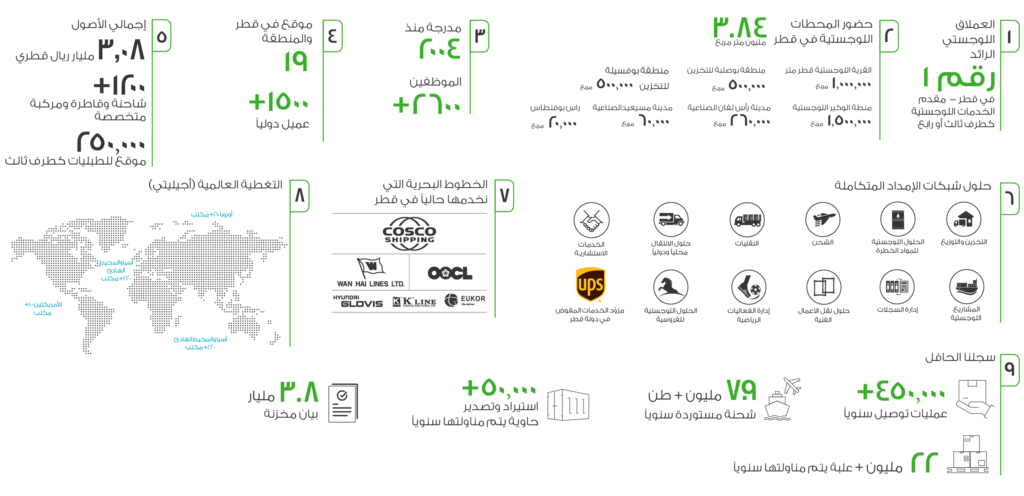 ١
العملاق
اللوجستي
الرائد
رقم ١
في قطر – مقدم
الخدمات اللوجستية
كطرف ثالث أو رابع
٢
حضور المحطات
اللوجستية في قطر
٣.٨٤
مليون متر مربع
القرية اللوجستية قطر متر
١,٠٠٠,٠٠٠ مربع
منطقة بوصلبة للتخزين
٥٠٠,٠٠٠ مربع
منطقة بوفسيلة
للتخزين ٥٠٠,٠٠٠ مربع
منطة الوكير اللوجستية
١,٥٠٠,٠٠٠ مربع
مدينة رأس لفان الصناعية
٢٦٠,٠٠٠ مربع
مدينة مسيعيدالصناعية
٦٠,٠٠٠ مربع
راس بوفنطاس
٢٠,٠٠٠ مربع
٣
مدرجة منذ
٢٠٠٤
الموظفين
٢٦٠٠+
٤
موقع في قطر
والمنطقة
١٩
١٥٠٠+
عميل دولياً
٥
إجمالي الأصول
٣,٠٨ مليار ريال قطري
١٢٠٠+
شاحنة وقاطرة ومركبة
متخصصة
٢٥٠,٠٠٠
موقع للطبليات كطرف ثالث
٦
حلول شبكات الإمداد المتكاملة
التخزين والتوزيع
الحلول اللوجستية
للمواد الخطرة
الشحن
النقليات
حلول الانتقال
محلياً ودولياً
الخدمات
الاستشارية
المشاريع
اللوجستية
إدارة السجلات
حلول نقل الأعمال
الفنية
إدارة الفعاليات
الرياضية
الحلول اللوجستية
للفروسية
ups
مزوّد الخدمات المفوض
في دولة قطر
٧
الخطوط البحرية التي
نخدمها حالياً في قطر
COSCO
SHIPPING
W
WAN HAI LINES LTD.
OOCL
HYUNDAI
GLOVIS
K K"LINE
EUKOR
٨
التغطية العالمية (أجيليتي)
أوروبا ١٦٠+ مكتب
آسيا والمحيط
الهادئ
٢٢٠+ مكتب
الأمريكتين ١٠٠+
مكتب
آسيا والمحيط الهادئ
٢٢٠+ مكتب
٩
سجلنا الحافل
٤٥٠,٠٠٠+
عمليات توصيل سنوياً
٧٩ مليون + طن
شحنة مستوردة سنوياً
٥٠,٠٠٠+
استيراد وتصدير
حاوية يتم مناولتها سنوياً
٣.٨ مليار
بيان مخزنة
٢٢ مليون + علبة يتم مناولتها سنوياً